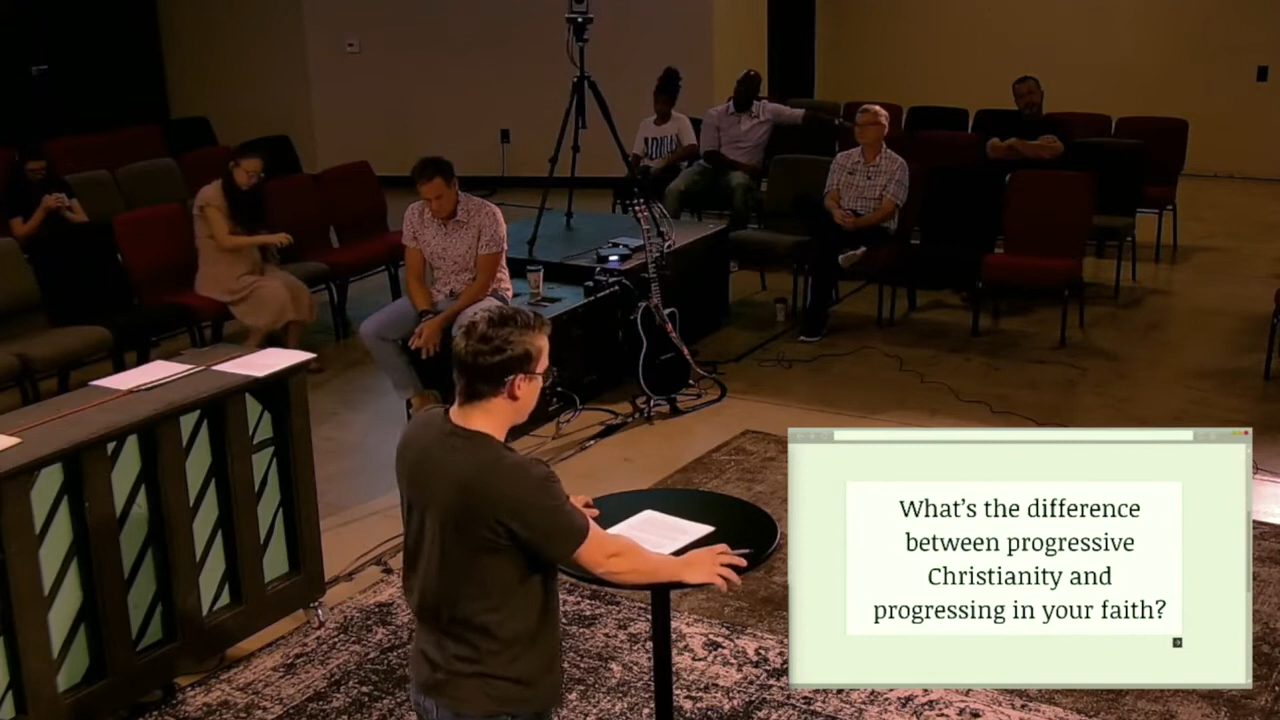 What's the difference
between progressive
Christianity and
progressing in your faith?